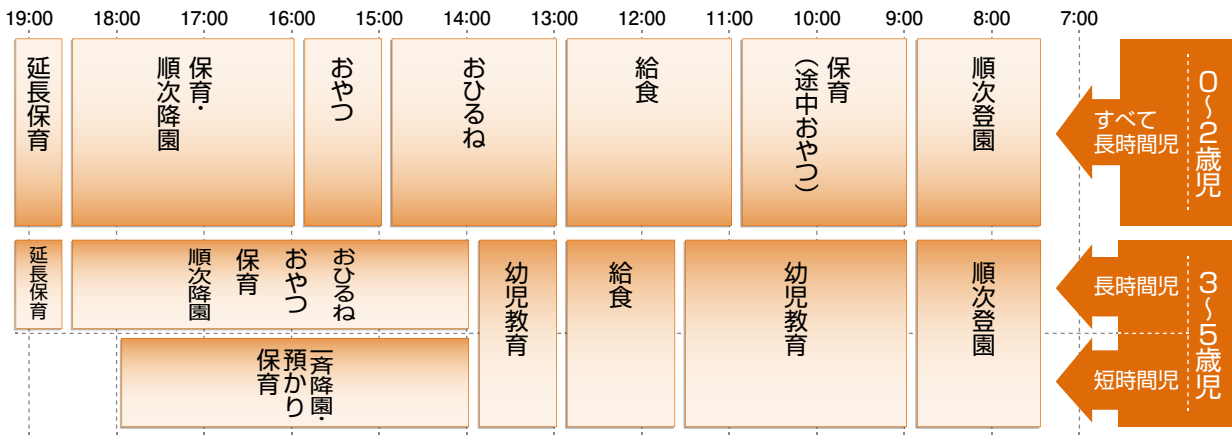 19:00 18:00 17:00 16:00 15:00 14:00 13:00 12:00 11:00 10:00 9:00 8:00 7:00
0〜2歳児
すべて
長時間児
順次登園
保育
（途中おやつ）
給食
おひるね
おやつ
保育・
順次降園
延長保育
3〜5歳児
長時間児
短時間児
順次登園
幼児教育
給食
幼児教育
おひるね
おやつ
保育
順次降園
延長保育
一斉降園・
預かり
保育